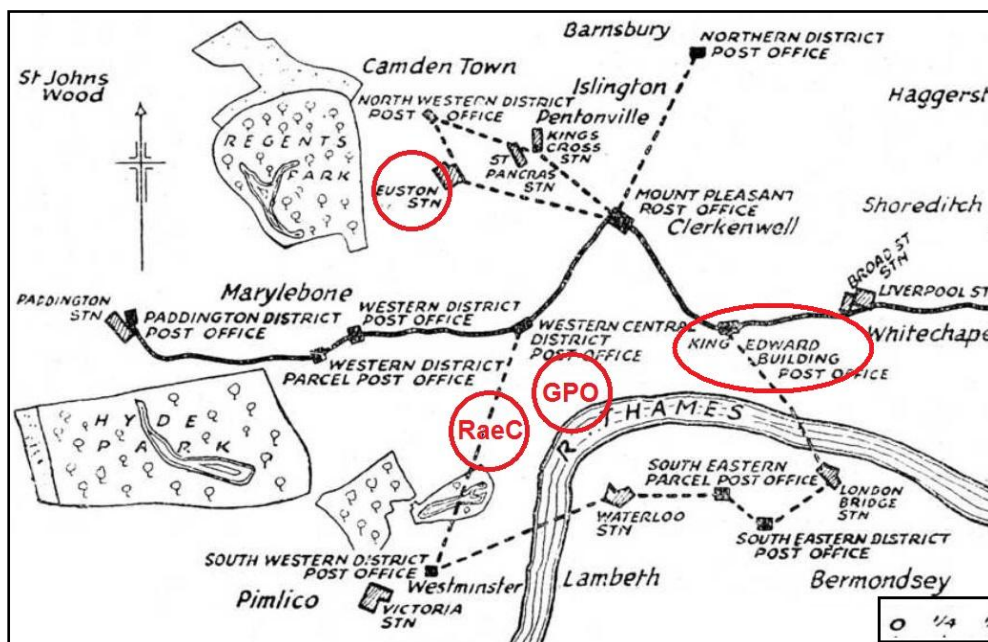 Barnsbury
NORTHERN DISTRICT
POST OFFICE
St Johns
Wood
Camden Town
Islington
Haggerst
NORTH WESTERN DISTRICT
POST OFFICE
Pentonville
KINGS
CROSS STN
ST
PANCRAS
STN
REGENTS
PARK
EUSTON
STN
MOUNT PLEASANT
POST OFFICE
Clerkenwell
Shoreditch
BROAD ST
STN
LIVERPOOL ST
PADDINGTON
STN
Marylebone
PADDINGTON DISTRICT
POST OFFICE
WESTERN DISTRICT
POST OFFICE
WESTERN DISTRICT
PARCEL POST OFFICE
WESTERN CENTRAL
DISTRICT
POST OFFICE
KING EDWARD
BUILDING
POST OFFICE
Whitechape
GPO
RaeC
HYDE
PARK
R. THAMES
SOUTH EASTERN
PARCEL POST OFFICE
LONDON
BRIDGE
STN
WATERLOO
STN
SOUTH EASTERN DISTRICT
POST OFFICE
SOUTH WESTERN DISTRICT
POST OFFICE
Westminster
Lambeth
Bermondsey
Pimlico
VICTORIA
STN
0 1/4